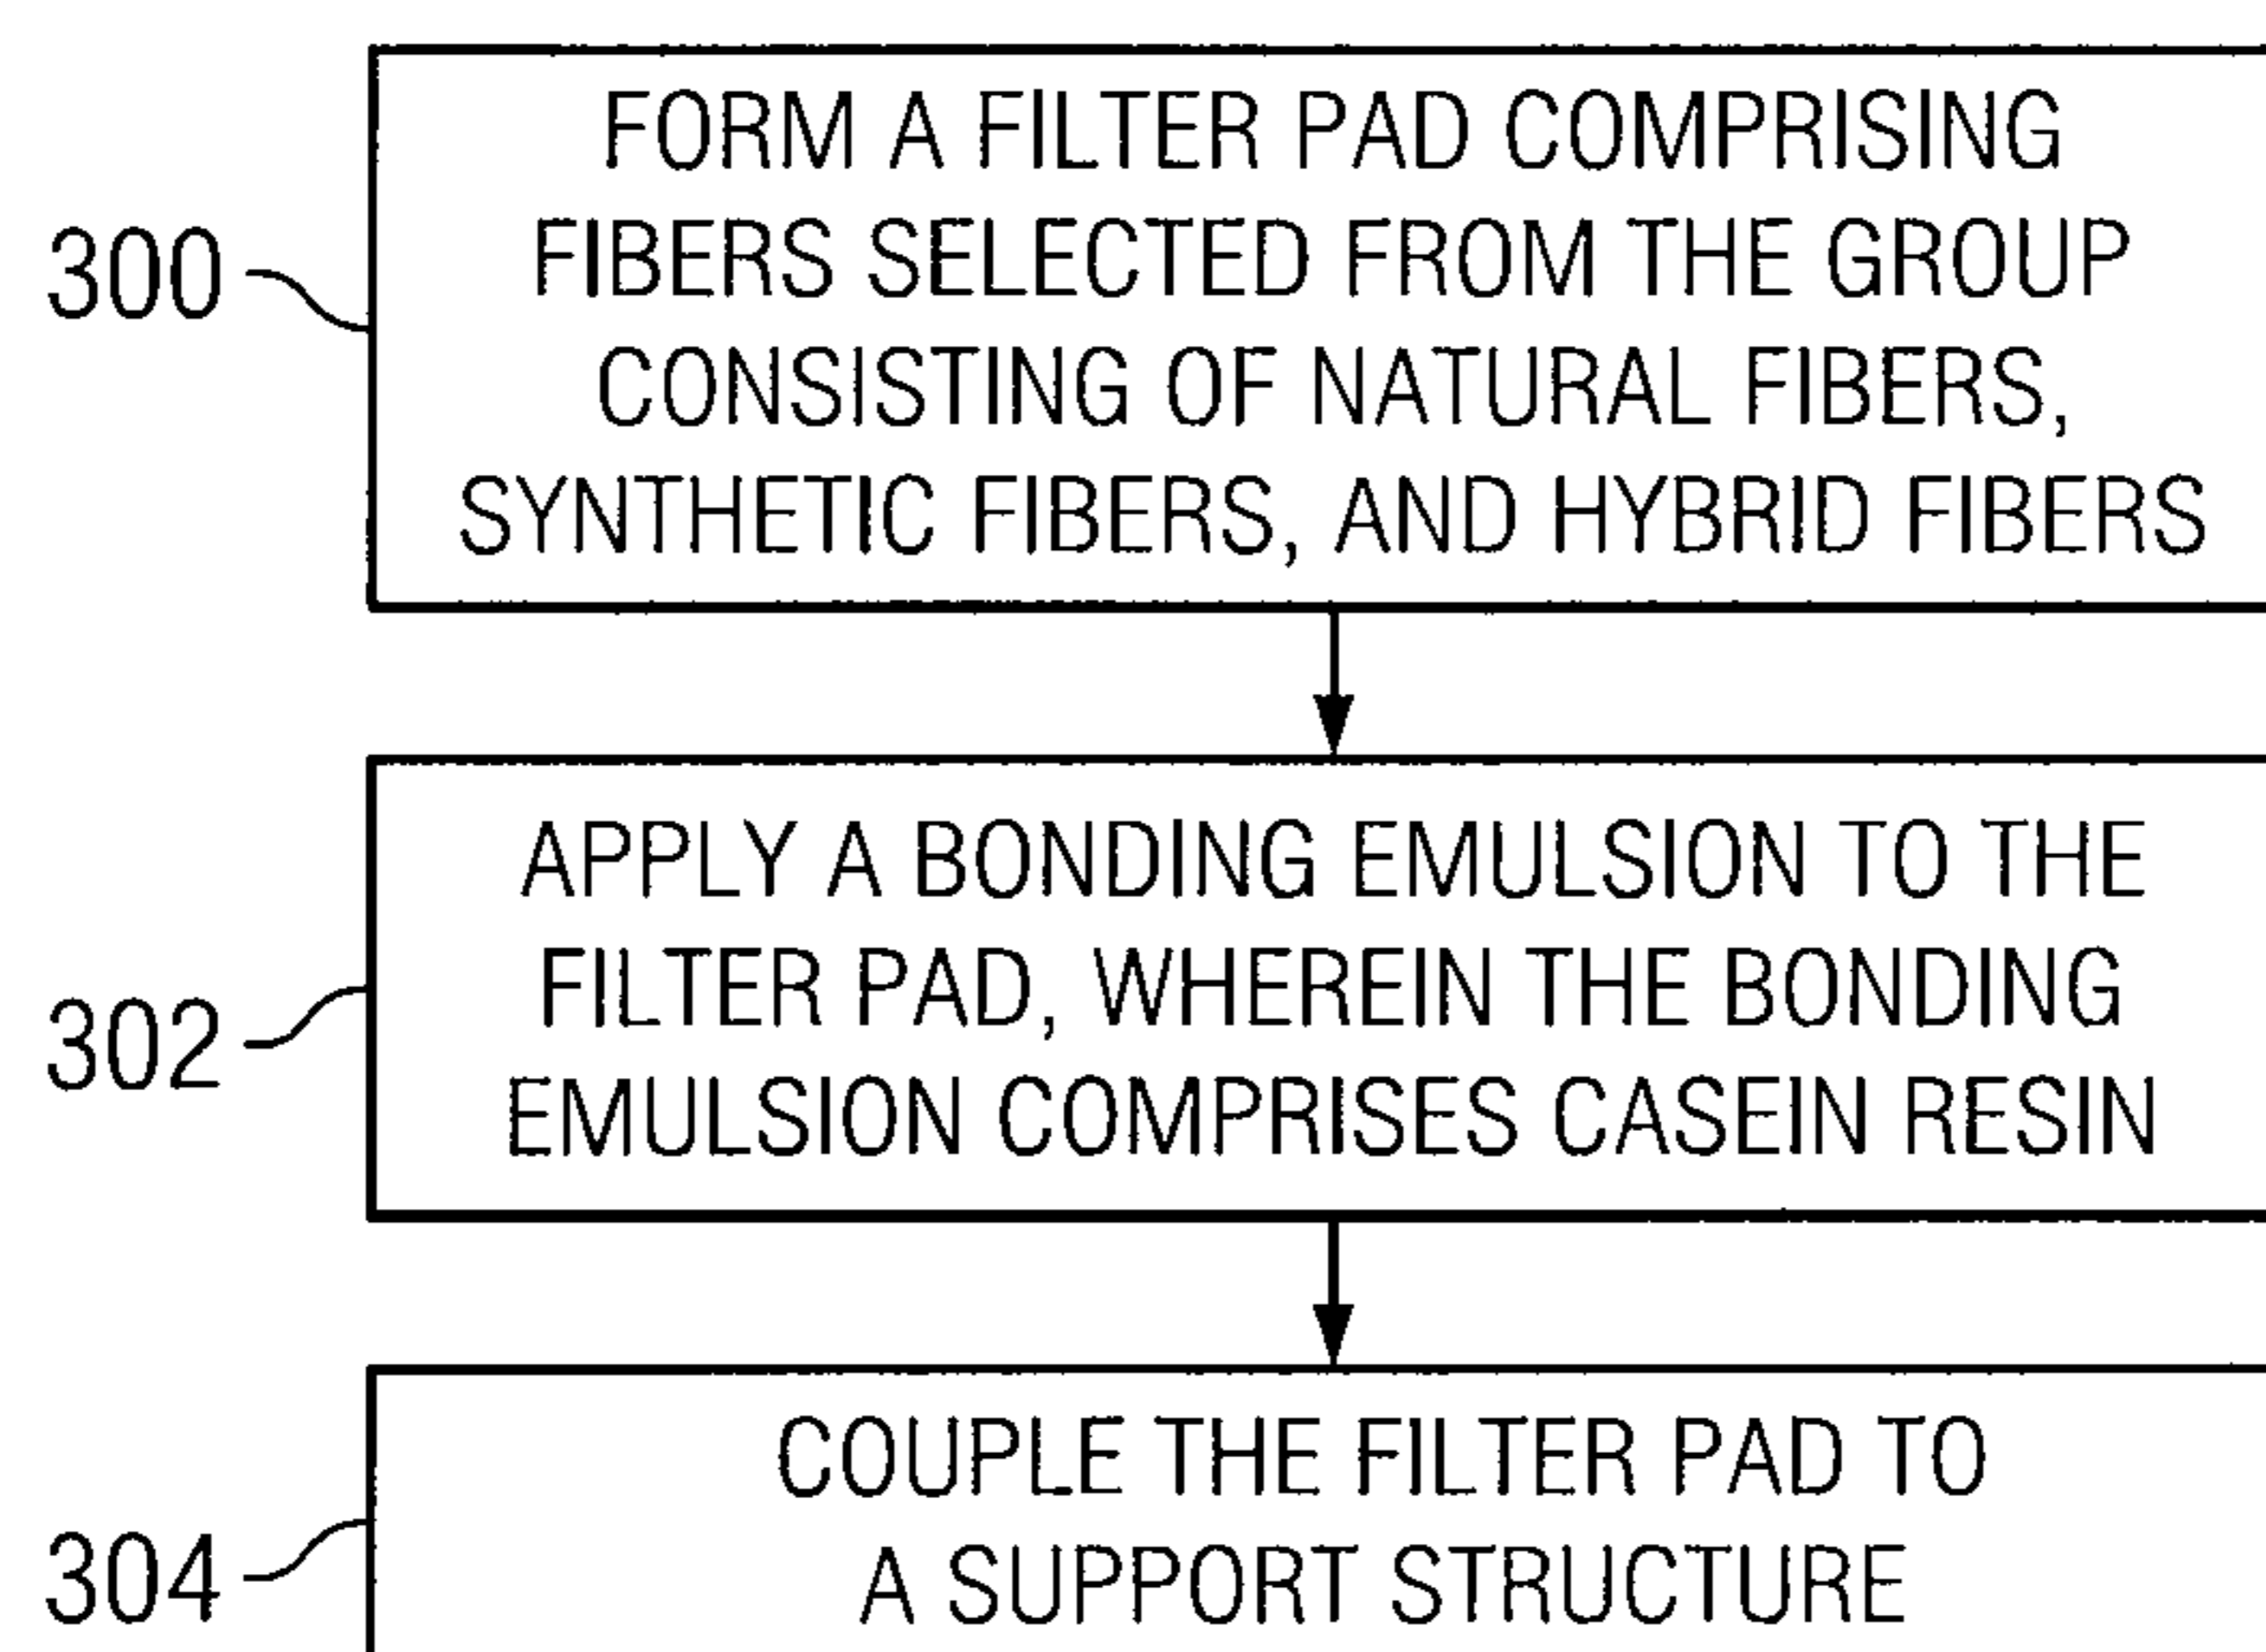 FORM A FILTER PAD COMPRISING
FIBERS SELECTED FROM THE GROUP
300
CONSISTING OF NATURAL FIBERS,
SYNTHETIC FIBERS, AND HYBRID FIBERS
APPLY A BONDING EMULSION TO THE
FILTER PAD, WHEREIN THE BONDING
302
EMULSION COMPRISES CASEIN RESIN
COUPLE THE FILTER PAD TO
304
A SUPPORT STRUCTURE